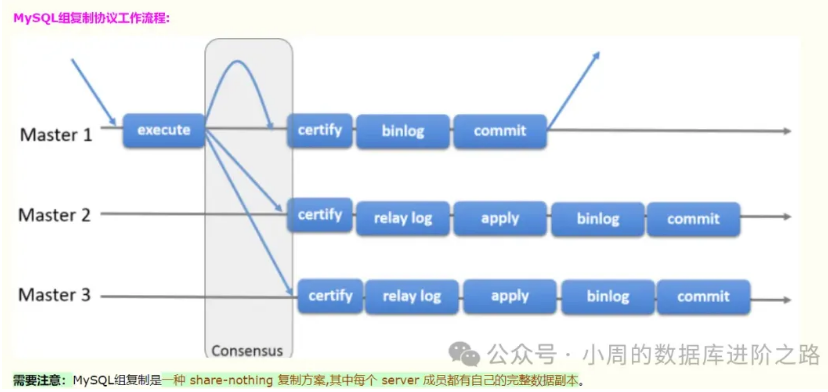 MySQL组复制协议工作流程:
Master 1 execute certify binlog commit
Master 2 certify relay log apply binlog commit
Master 3 certify relay log apply binlog commit
Consensus
公众号·小周的数据库进阶之路
需要注意：MySQL组复制是一种 share-nothing 复制方案,其中每个 server 成员都有自己的完整数据副本。